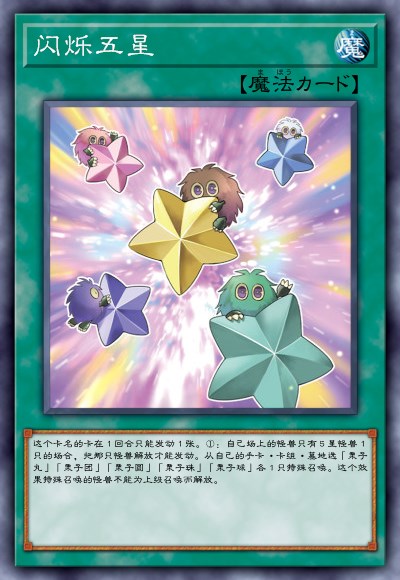 闪烁五星
魔
【魔法カード】
这个卡名的卡在1回合只能发动1张。①：自己场上的怪兽只有5星怪兽1
只的场合，把那只怪兽解放才能发动。从自己的手卡・卡组・墓地选「栗子
丸」「栗子团」「栗子圆」「栗子珠」「栗子球」各1只特殊召唤。这个效
果特殊召唤的怪兽不能为上级召唤而解放。